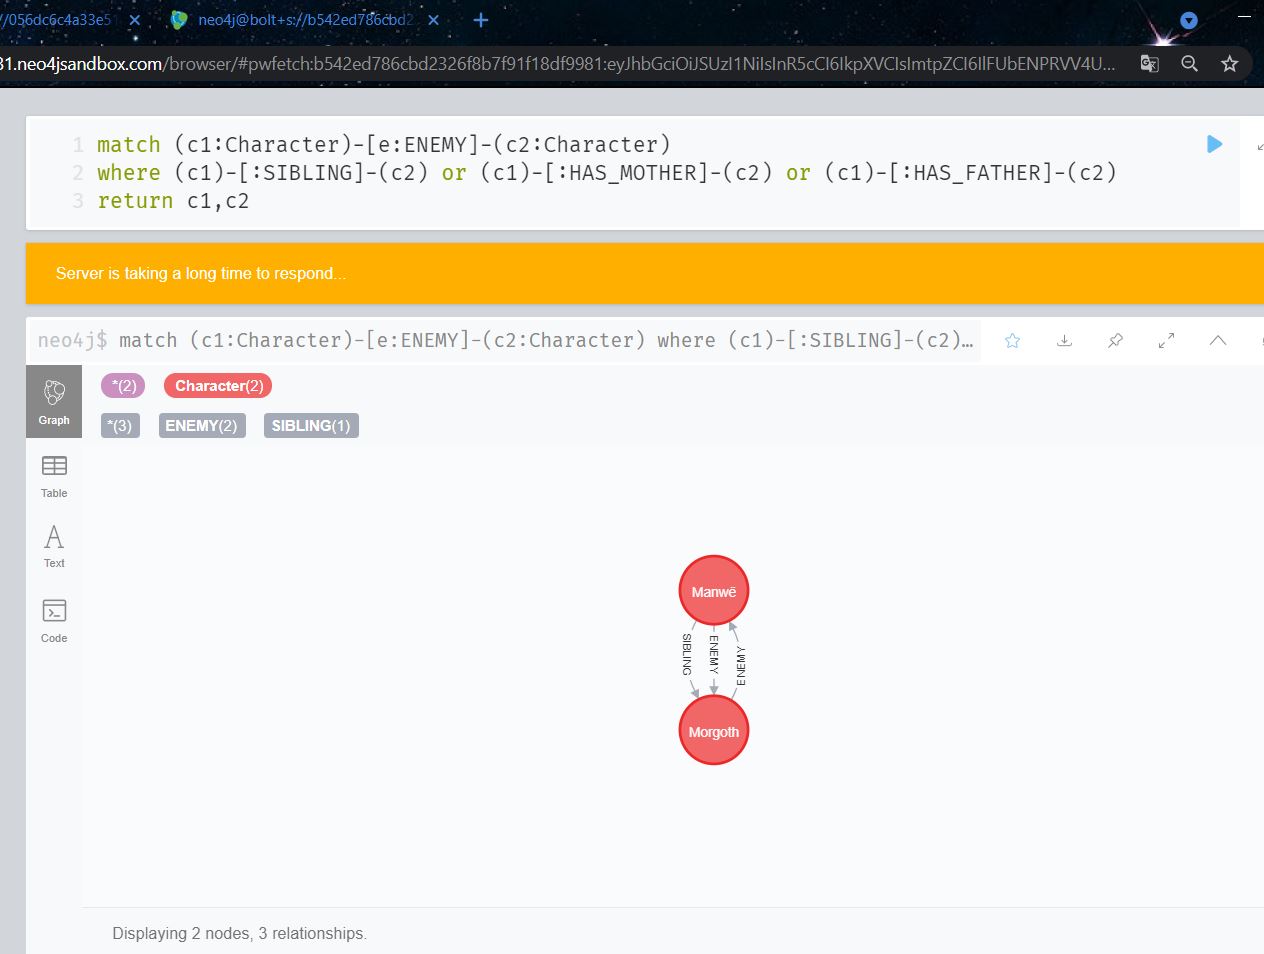 //056dc6c4a33e51
neo4j@bolt+s://b542ed786cbd2
31.neo4jsandbox.com/browser/#pwfetch:b542ed786cbd2326f8b7f91f18df9981:eyJhbGciOiJSUzI1NiIsInR5cCI6IkpXVCIsImtpZCI6IlFUbENPRVV4U...
1 match (c1:Character)-[e:ENEMY]-(c2:Character)
2 where (c1)-[:SIBLING]-(c2) or (c1)-[:HAS_MOTHER]-(c2) or (c1)-[:HAS_FATHER]-(c2)
3 return c1,c2
Server is taking a long time to respond...
neo4j$ match (c1:Character)-[e:ENEMY]-(c2:Character) where (c1)-[:SIBLING]-(c2)...
*(2) Character(2)
*(3) ENEMY(2) SIBLING(1)
Graph
Table
A
Text
Code
Manwë
SIBLING
ENEMY
ENEMY
Morgoth
Displaying 2 nodes, 3 relationships.